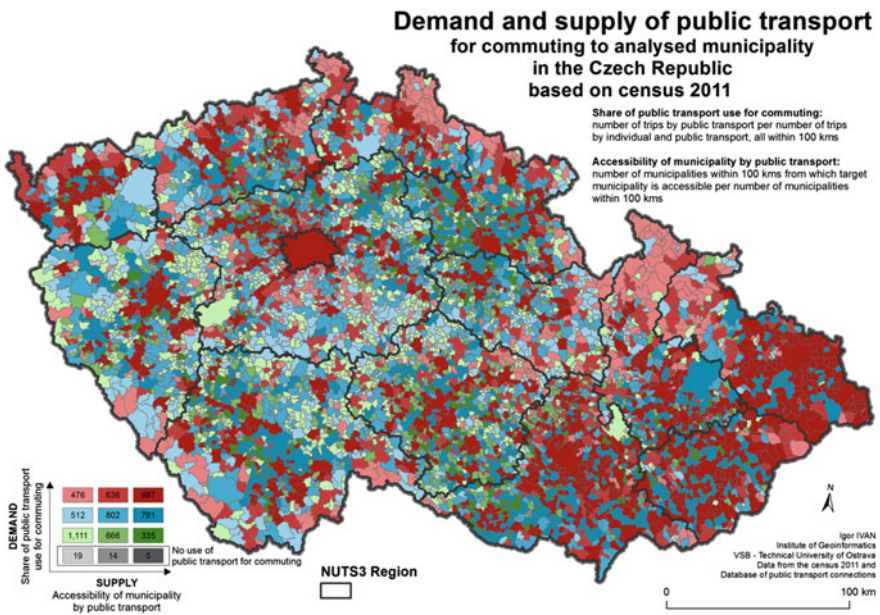 Demand and supply of public transport
for commuting to analysed municipality
in the Czech Republic
based on census 2011
Share of public transport use for commuting:
number of trips by public transport per number of trips
by individual and public transport, all within 100 kms
Accessibility of municipality by public transport:
number of municipalities within 100 kms from which target
municipality is accessible per number of municipalities
within 100 kms
DEMAND
Share of public transport
use for commuting
476 636 987
512 802 791
1,111 666 335
19 14 5
No use of
public transport for commuting
SUPPLY
Accessibility of municipality
by public transport
NUTS3 Region
N
Igor IVAN
Institute of Geoinformatics
VSB - Technical University of Ostrava
Data from the census 2011 and
Database of public transport connections
0 100 km